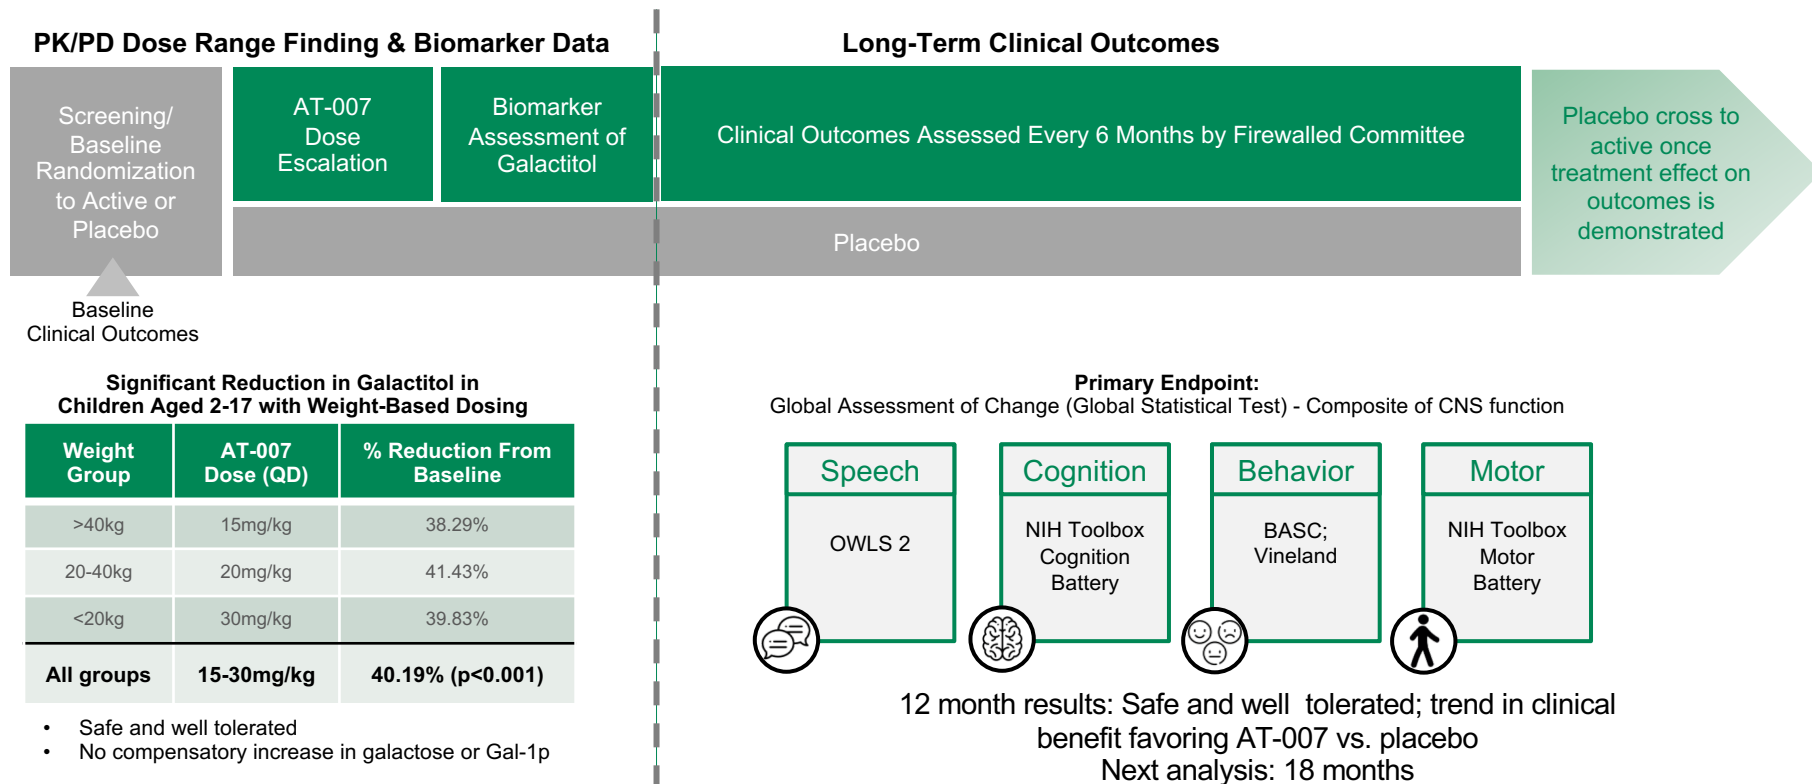 PK/PD Dose Range Finding & Biomarker Data
Long-Term Clinical Outcomes
Screening/
Baseline
Randomization
to Active or
Placebo
AT-007
Dose
Escalation
Biomarker
Assessment of
Galactitol
Clinical Outcomes Assessed Every 6 Months by Firewalled Committee
Placebo
Placebo cross to
active once
treatment effect on
outcomes is
demonstrated
Baseline
Clinical Outcomes
Significant Reduction in Galactitol in
Children Aged 2-17 with Weight-Based Dosing
Weight Group AT-007 Dose (QD) % Reduction From Baseline
>40kg 15mg/kg 38.29%
20-40kg 20mg/kg 41.43%
<20kg 30mg/kg 39.83%
All groups 15-30mg/kg 40.19% (p<0.001)
• Safe and well tolerated
• No compensatory increase in galactose or Gal-1p
Primary Endpoint:
Global Assessment of Change (Global Statistical Test) - Composite of CNS function
Speech
OWLS 2
Cognition
NIH Toolbox
Cognition
Battery
Behavior
BASC;
Vineland
Motor
NIH Toolbox
Motor
Battery
12 month results: Safe and well tolerated; trend in clinical
benefit favoring AT-007 vs. placebo
Next analysis: 18 months